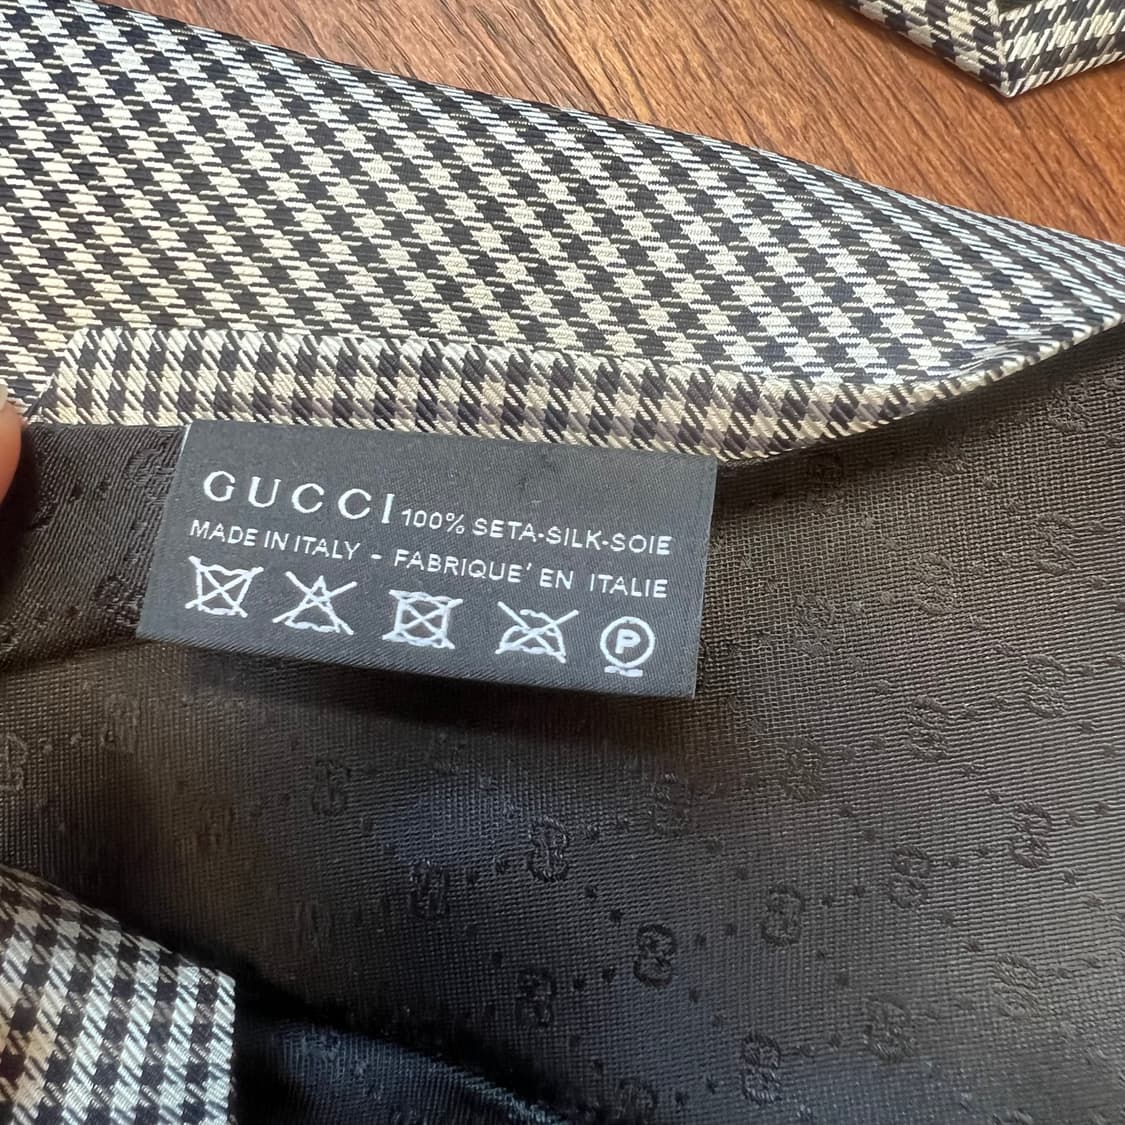 GUCCI 100% SETA-SILK-SOIE
MADE IN ITALY - FABRIQUE' EN ITALIE
P